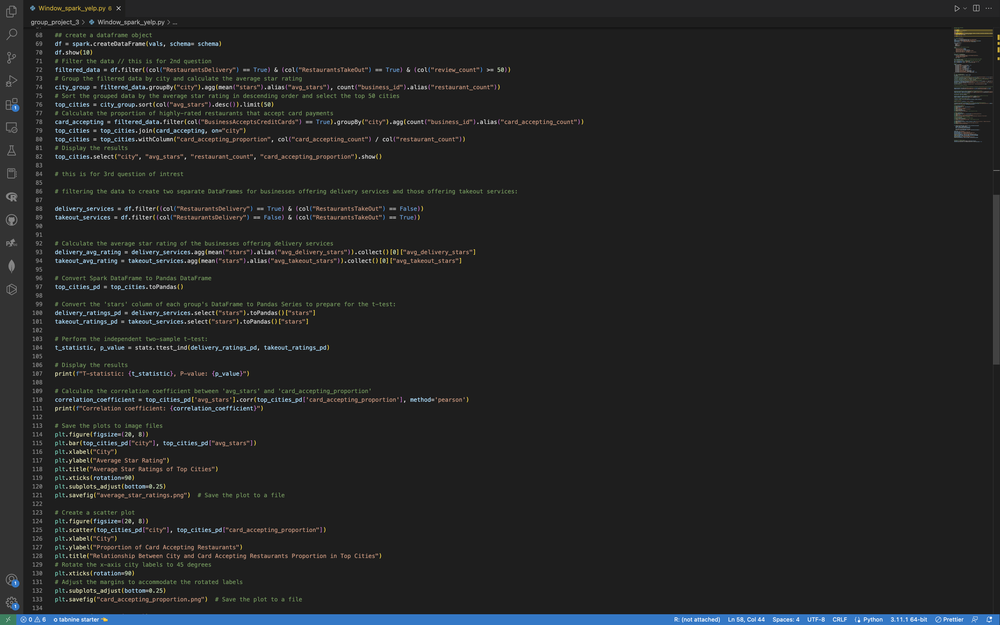 Window_spark_yelp.py 6
group_project_3 > Window_spark_yelp.py > ...
68 ## create a dataframe object
69 df = spark.createDataFrame(vals, schema= schema)
70 df.show(10)
71 # Filter the data // this is for 2nd question
72 filtered_data = df.filter((col("RestaurantsDelivery") == True) & (col("RestaurantsTakeOut") == True) & (col("review_count") >= 50))
73 # Group the filtered data by city and calculate the average star rating
74 city_group = filtered_data.groupBy("city").agg(mean("stars").alias("avg_stars"), count("business_id").alias("restaurant_count"))
75 # Sort the grouped data by the average star rating in descending order and select the top 50 cities
76 top_cities = city_group.sort(col("avg_stars").desc()).limit(50)
77 # Calculate the proportion of highly-rated restaurants that accept card payments
78 card_accepting = filtered_data.filter(col("BusinessAcceptsCreditCards") == True).groupBy("city").agg(count("business_id").alias("card_accepting_count"))
79 top_cities = top_cities.join(card_accepting, on="city")
80 top_cities = top_cities.withColumn("card_accepting_proportion", col("card_accepting_count") / col("restaurant_count"))
81 # Display the results
82 top_cities.select("city", "avg_stars", "restaurant_count", "card_accepting_proportion").show()
83
84 # this is for 3rd question of intrest
85
86 # filtering the data to create two separate DataFrames for businesses offering delivery services and those offering takeout services:
87
88 delivery_services = df.filter((col("RestaurantsDelivery") == True) & (col("RestaurantsTakeOut") == False))
89 takeout_services = df.filter((col("RestaurantsDelivery") == False) & (col("RestaurantsTakeOut") == True))
90
91
92 # Calculate the average star rating of the businesses offering delivery services
93 delivery_avg_rating = delivery_services.agg(mean("stars").alias("avg_delivery_stars")).collect()[0]["avg_delivery_stars"]
94 takeout_avg_rating = takeout_services.agg(mean("stars").alias("avg_takeout_stars")).collect()[0]["avg_takeout_stars"]
95
96 # Convert Spark DataFrame to Pandas DataFrame
97 top_cities_pd = top_cities.toPandas()
98
99 # Convert the 'stars' column of each group's DataFrame to Pandas Series to prepare for the t-test:
100 delivery_ratings_pd = delivery_services.select("stars").toPandas()["stars"]
101 takeout_ratings_pd = takeout_services.select("stars").toPandas()["stars"]
102
103 # Perform the independent two-sample t-test:
104 t_statistic, p_value = stats.ttest_ind(delivery_ratings_pd, takeout_ratings_pd)
105
106 # Display the results
107 print(f"T-statistic: {t_statistic}, P-value: {p_value}")
108
109 # Calculate the correlation coefficient between 'avg_stars' and 'card_accepting_proportion'
110 correlation_coefficient = top_cities_pd['avg_stars'].corr(top_cities_pd['card_accepting_proportion'], method='pearson')
111 print(f"Correlation coefficient: {correlation_coefficient}")
112
113 # Save the plots to image files
114 plt.figure(figsize=(20, 8))
115 plt.bar(top_cities_pd["city"], top_cities_pd["avg_stars"])
116 plt.xlabel("City")
117 plt.ylabel("Average Star Rating")
118 plt.title("Average Star Ratings of Top Cities")
119 plt.xticks(rotation=90)
120 plt.subplots_adjust(bottom=0.25)
121 plt.savefig("average_star_ratings.png")  # Save the plot to a file
122
123 # Create a scatter plot
124 plt.figure(figsize=(20, 8))
125 plt.scatter(top_cities_pd["city"], top_cities_pd["card_accepting_proportion"])
126 plt.xlabel("City")
127 plt.ylabel("Proportion of Card Accepting Restaurants")
128 plt.title("Relationship Between City and Card Accepting Restaurants Proportion in Top Cities")
129 # Rotate the x-axis city labels to 45 degrees
130 plt.xticks(rotation=90)
131 # Adjust the margins to accommodate the rotated labels
132 plt.subplots_adjust(bottom=0.25)
133 plt.savefig("card_accepting_proportion.png")  # Save the plot to a file
134
1
1
1
0 6 tabnine starter R: (not attached) Ln 58, Col 44 Spaces: 4 UTF-8 CRLF Python 3.11.1 64-bit Prettier